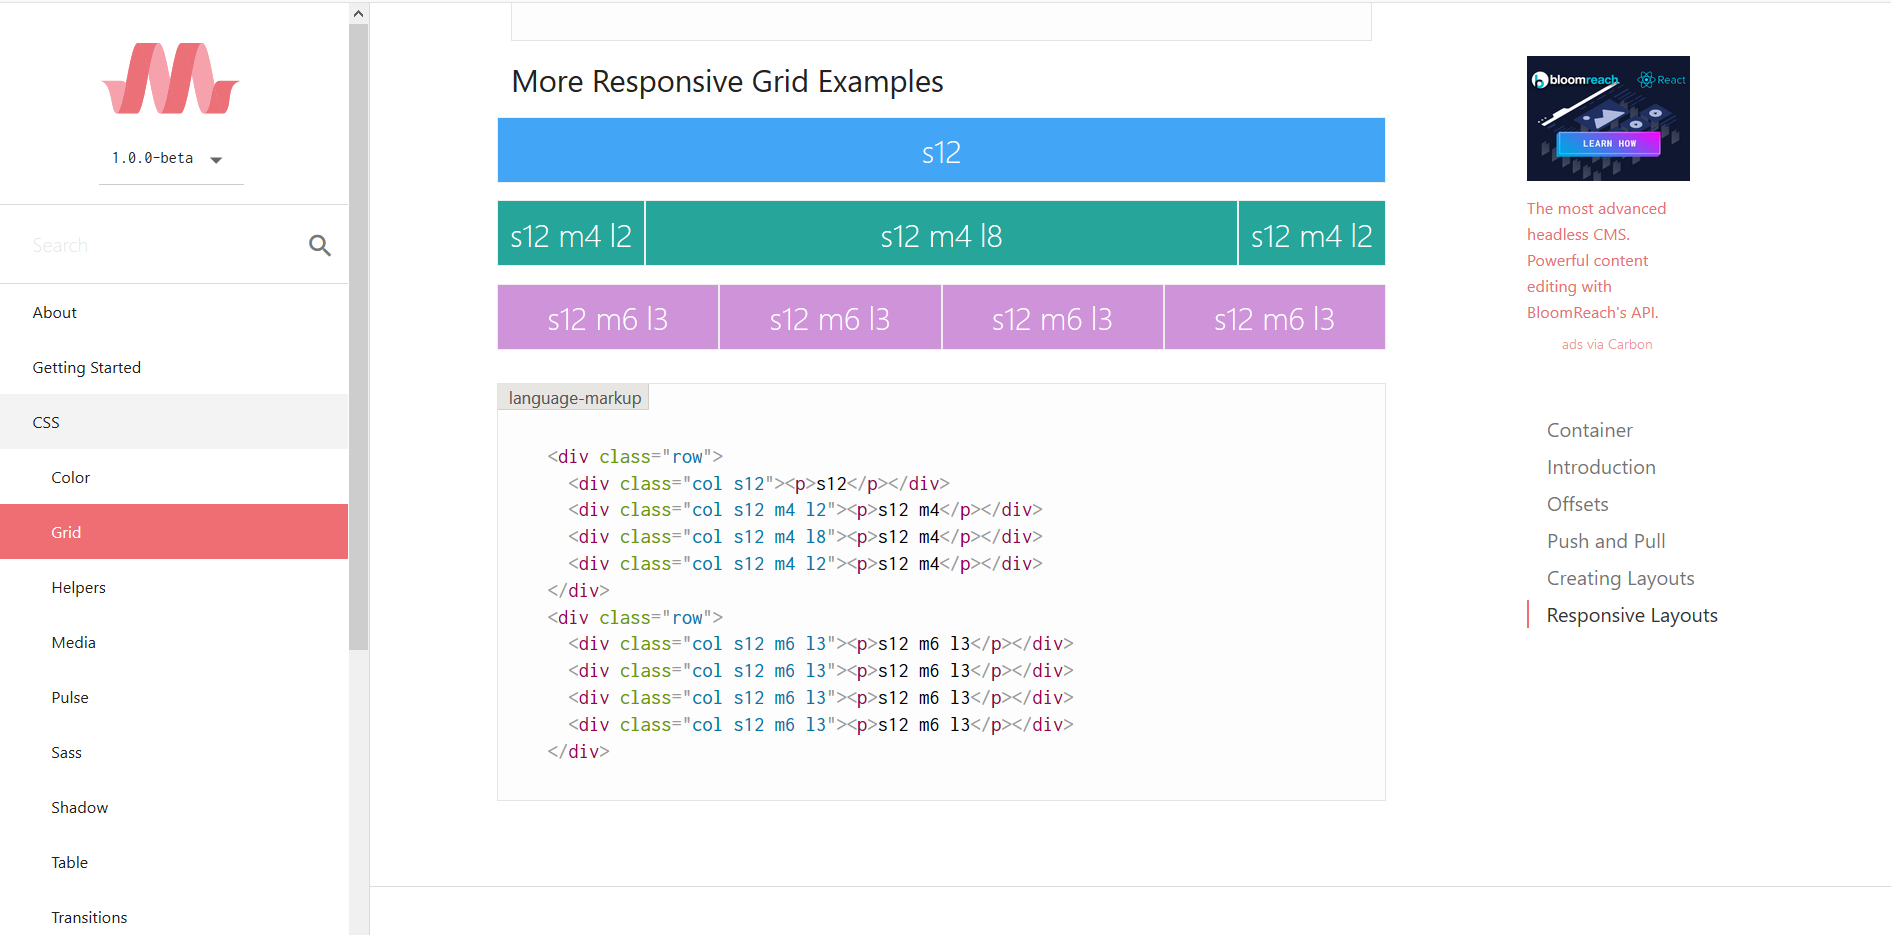 1.0.0-beta
Search
About
Getting Started
CSS
Color
Grid
Helpers
Media
Pulse
Sass
Shadow
Table
Transitions
More Responsive Grid Examples
s12
s12 m4 l2
s12 m4 l8
s12 m4 l2
s12 m6 l3
s12 m6 l3
s12 m6 l3
s12 m6 l3
language-markup
<div class="row">
  <div class="col s12"><p>s12</p></div>
  <div class="col s12 m4 l2"><p>s12 m4</p></div>
  <div class="col s12 m4 l8"><p>s12 m4</p></div>
  <div class="col s12 m4 l2"><p>s12 m4</p></div>
</div>
<div class="row">
  <div class="col s12 m6 l3"><p>s12 m6 l3</p></div>
  <div class="col s12 m6 l3"><p>s12 m6 l3</p></div>
  <div class="col s12 m6 l3"><p>s12 m6 l3</p></div>
  <div class="col s12 m6 l3"><p>s12 m6 l3</p></div>
</div>
bloomreach
React
LEARN HOW
The most advanced
headless CMS.
Powerful content
editing with
BloomReach's API.
ads via Carbon
Container
Introduction
Offsets
Push and Pull
Creating Layouts
Responsive Layouts